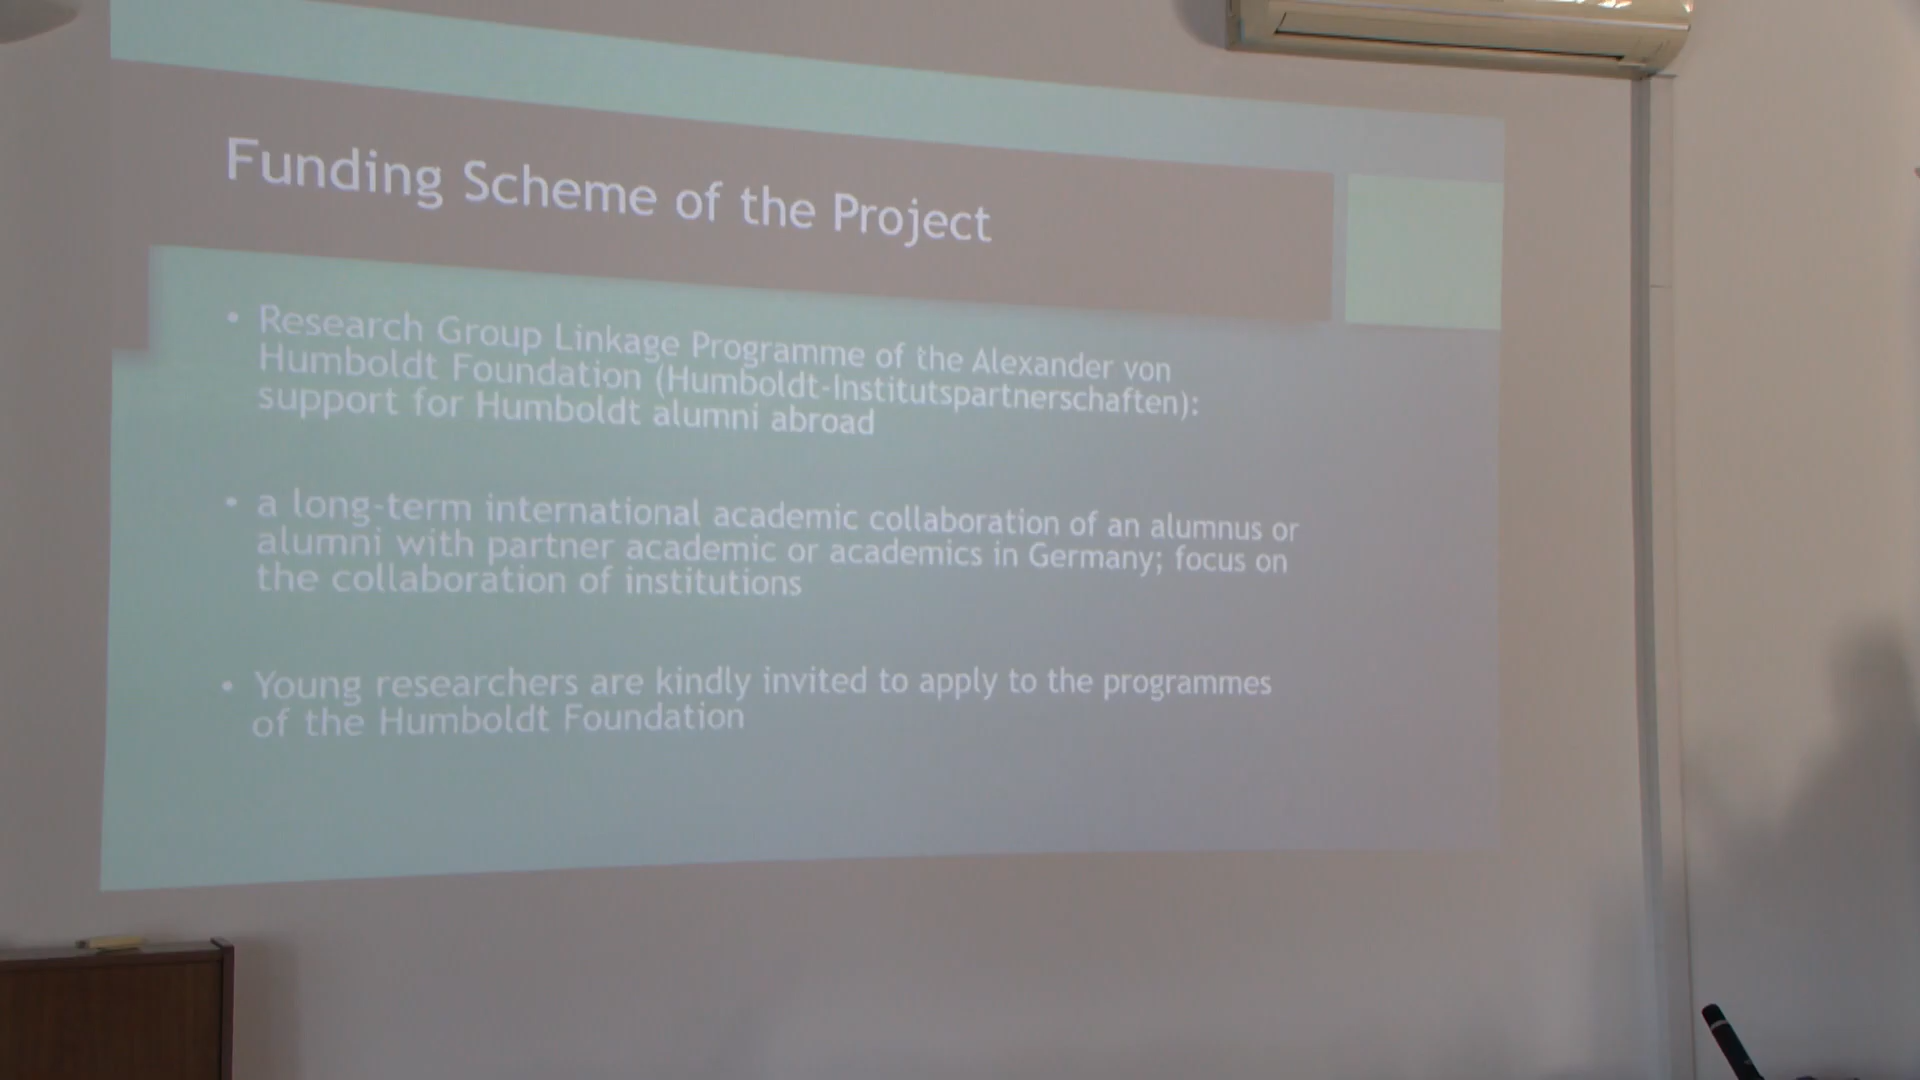 Funding Scheme of the Project
• Research Group Linkage Programme of the Alexander von
Humboldt Foundation (Humboldt-Institutspartnerschaften):
support for Humboldt alumni abroad
• a long-term international academic collaboration of an alumnus or
alumni with partner academic or academics in Germany; focus on
the collaboration of institutions
• Young researchers are kindly invited to apply to the programmes
of the Humboldt Foundation